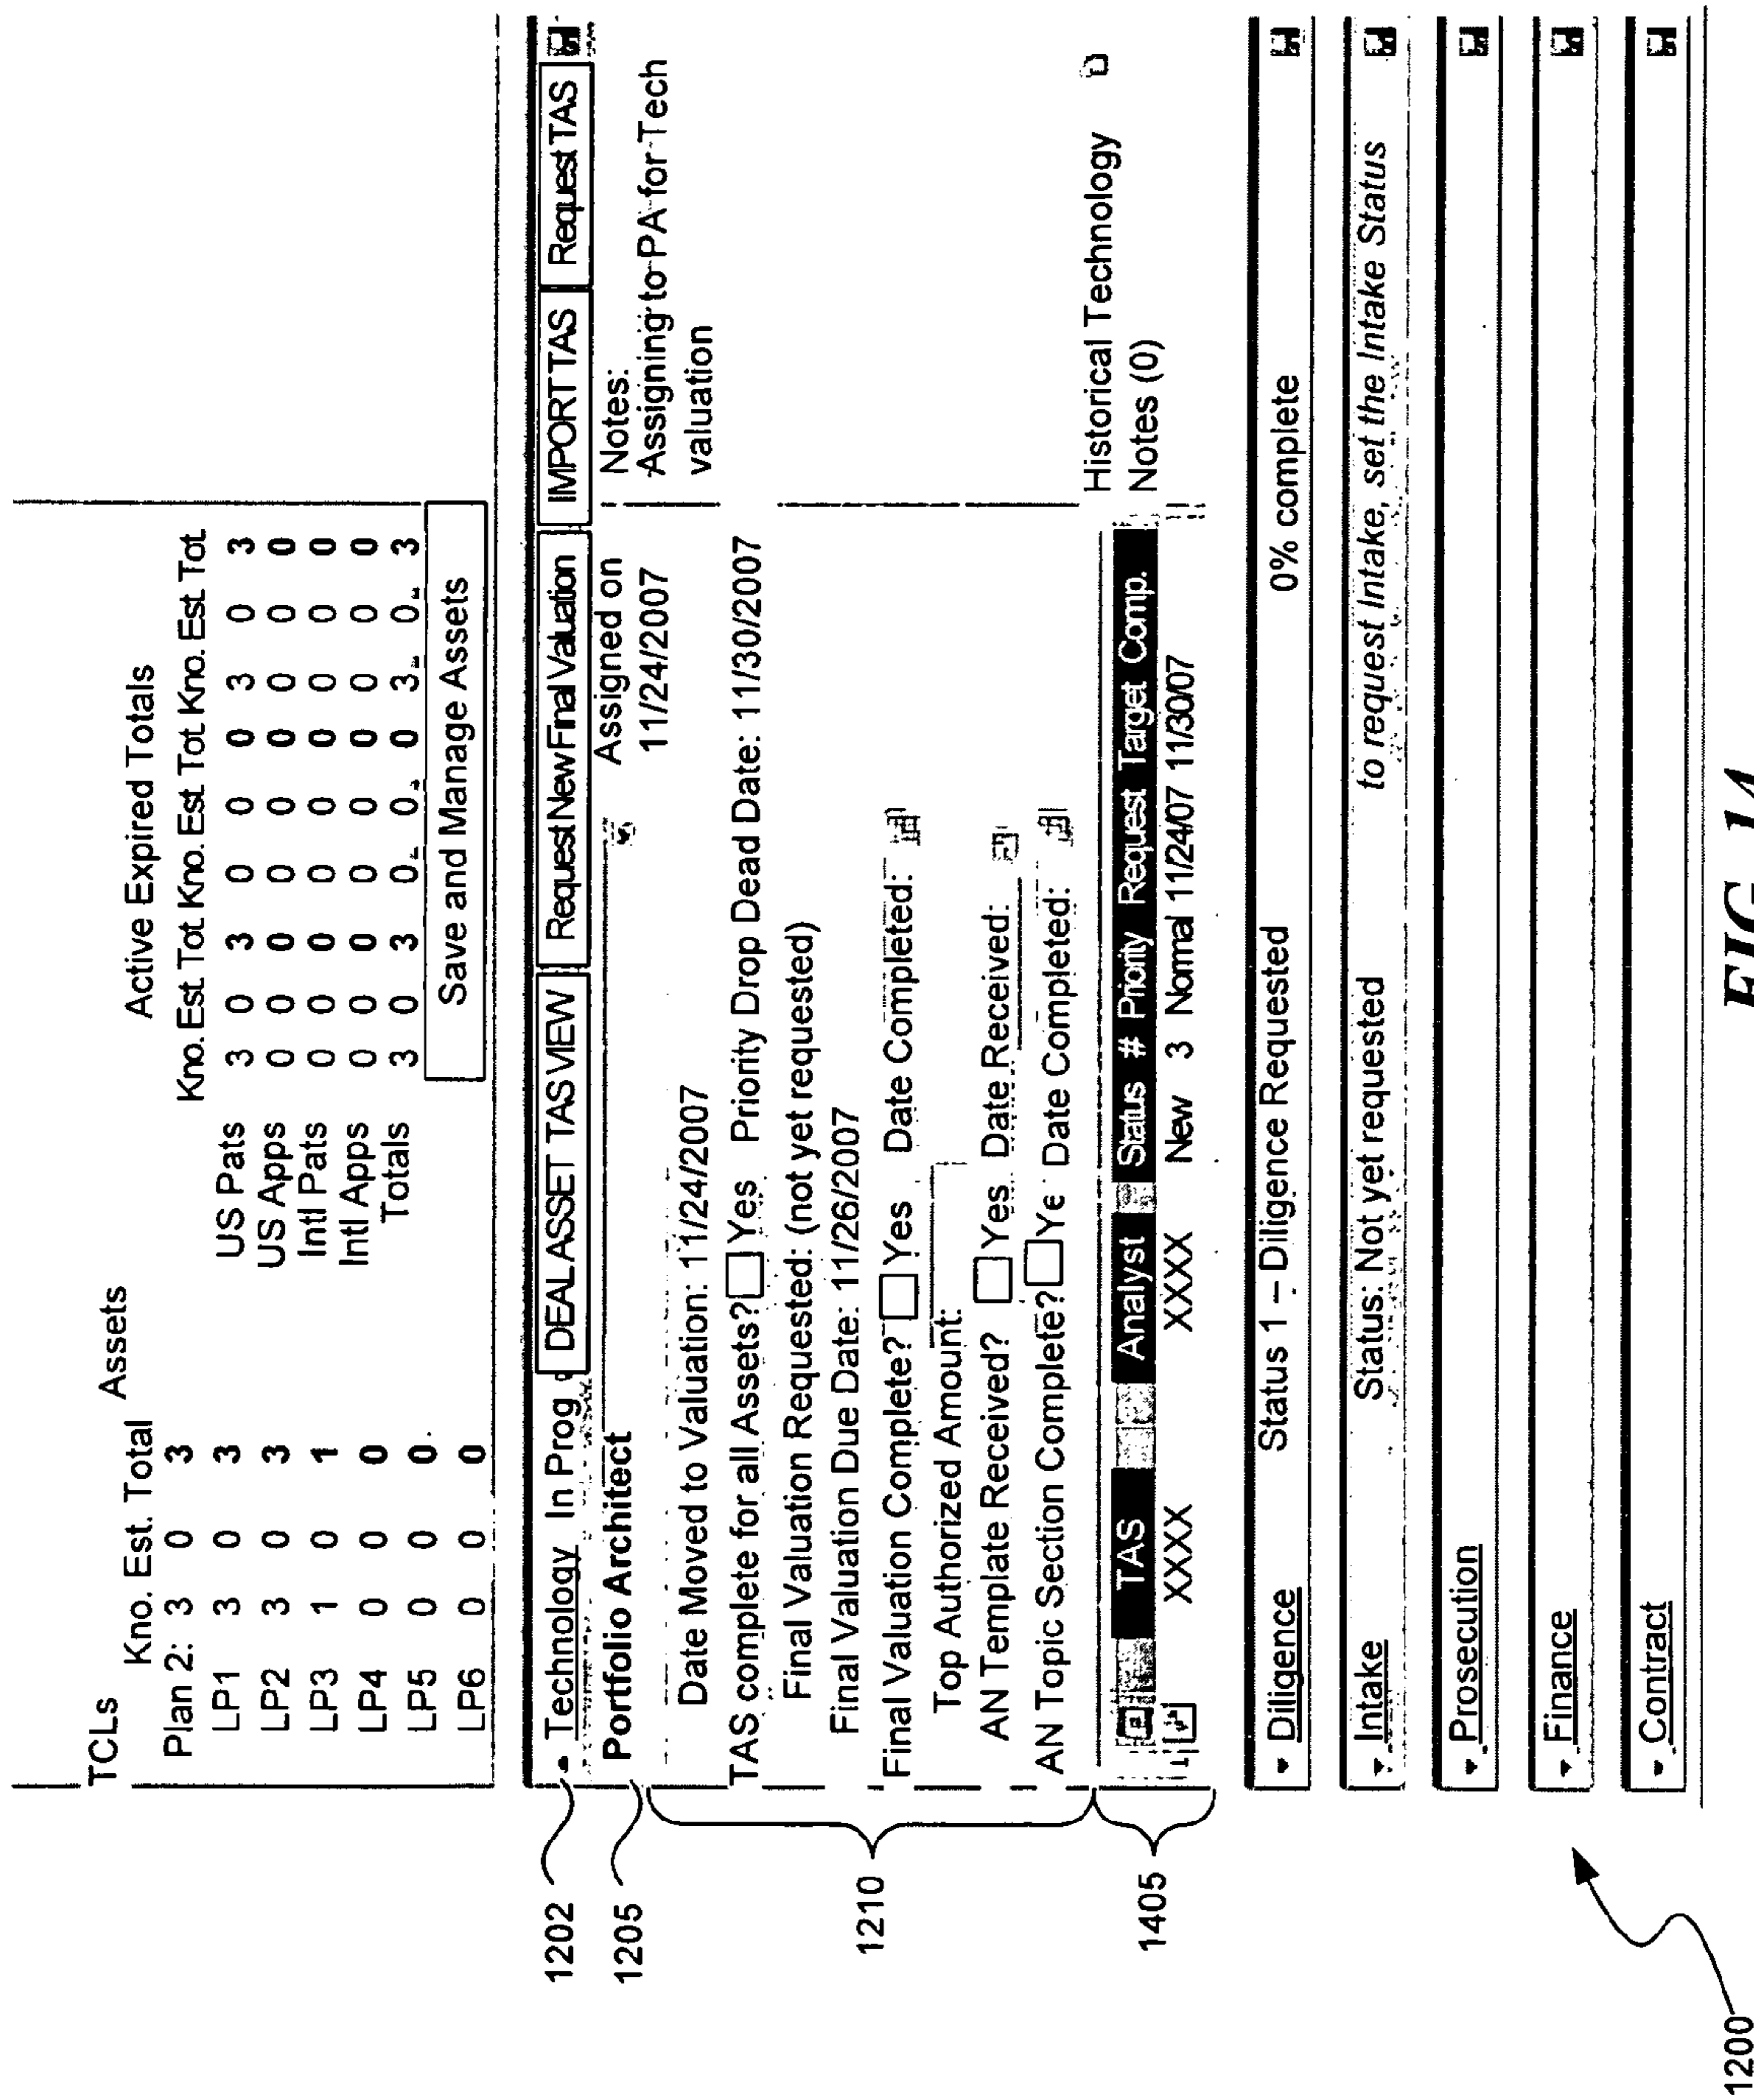 TCLs Assets
Kno. Est. Total
Plan 2: 3 0 3
LP1 3 0 3
LP2 3 0 3
LP3 1 0 1
LP4 0 0 0
LP5 0 0 0
LP6 0 0 0
Active Expired Totals
Kno. Est Tot Kno. Est Tot Kno. Est Tot
US Pats 3 0 3 0 0 0 3 0 3
US Apps 0 0 0 0 0 0 0 0 0
Intl Pats 0 0 0 0 0 0 0 0 0
Intl Apps 0 0 0 0 0 0 0 0 0
Totals 3 0 3 0 0 0 3 0 3
Save and Manage Assets
1202 Technology In Prog DEAL ASSET TAS VIEW Request New Final Valuation IMPORT TAS Request TAS
1205 Portfolio Architect
Assigned on
11/24/2007
Notes:
Assigning to PA for Tech
valuation
Date Moved to Valuation: 11/24/2007
TAS complete for all Assets? Yes Priority Drop Dead Date: 11/30/2007
Final Valuation Requested: (not yet requested)
Final Valuation Due Date: 11/26/2007
1210
Final Valuation Complete? Yes Date Completed:
Top Authorized Amount:
AN Template Received? Yes Date Received:
AN Topic Section Complete? Ye Date Completed:
Historical Technology
Notes (0)
1405
TAS Analyst Status # Priority Request Target Comp.
XXXX XXXX New 3 Normal 11/24/07 11/30/07
Diligence Status 1 – Diligence Requested 0% complete
Intake Status: Not yet requested to request Intake, set the Intake Status
Prosecution
Finance
Contract
1200
FIG. 14